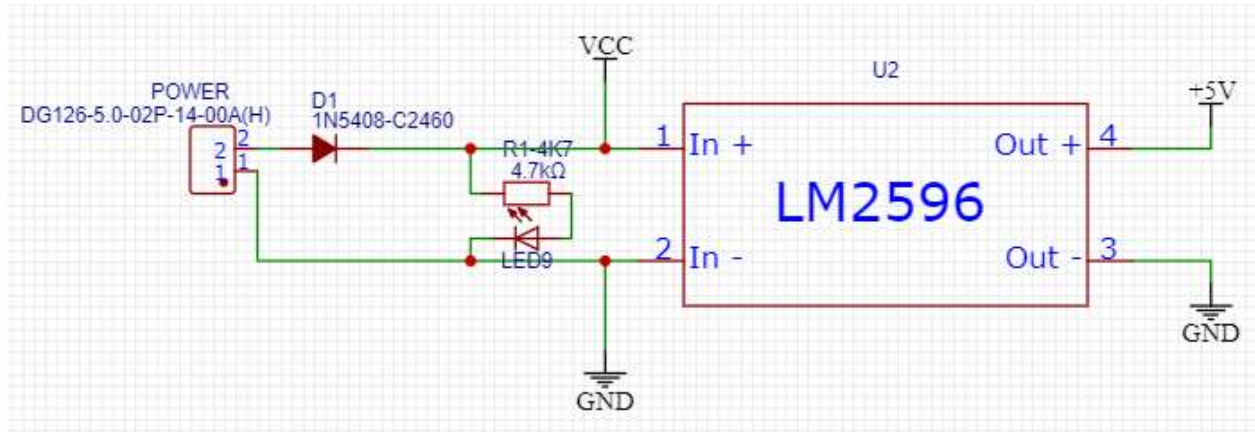 VCC
U2
POWER
DG126-5.0-02P-14-00A(H)
D1
1N5408-C2460
+5V
2
2
1
1
R1-4K7
4.7kΩ
1
In +
Out +
4
LM2596
LED9
2
In -
Out -
3
GND
GND